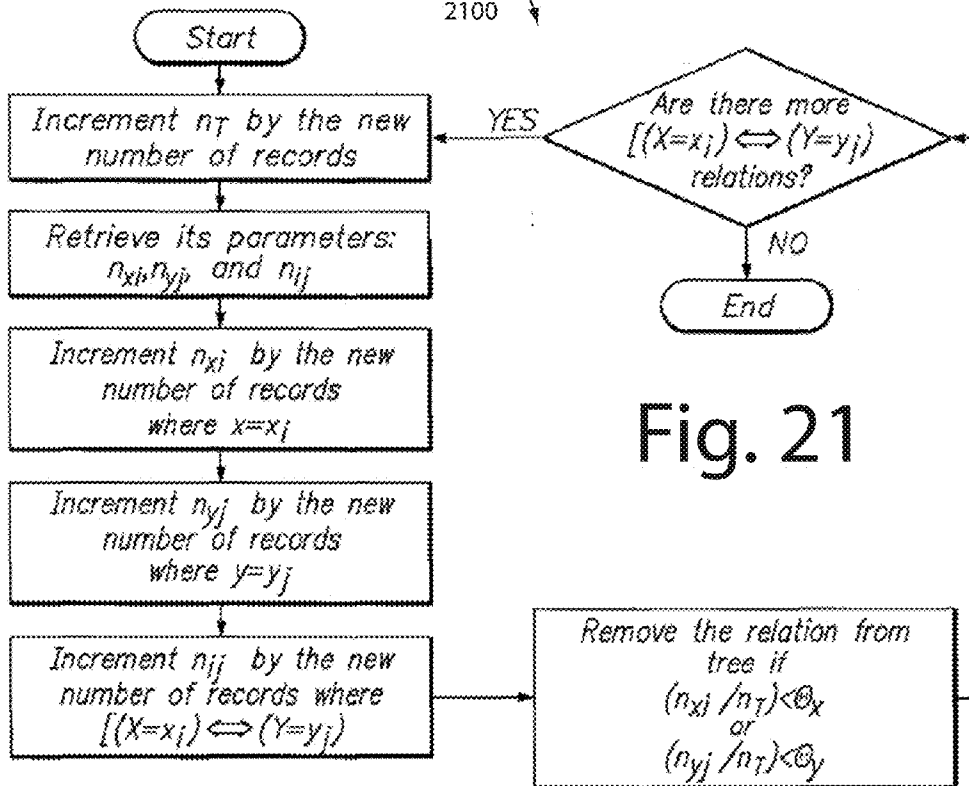 2100
Start
Increment n_T by the new
number of records
Retrieve its parameters:
n_xi, n_yj, and n_ij
Increment n_xi by the new
number of records
where x=x_i
Increment n_yj by the new
number of records
where y=y_j
Increment n_ij by the new
number of records where
[(X=x_i) ⇔ (Y=y_j)
Remove the relation from
tree if
(n_xj /n_T)<Θ_x
or
(n_yj /n_T)<Θ_y
Are there more
[(X=x_i) ⇔ (Y=y_j)
relations?
YES
NO
End
Fig. 21